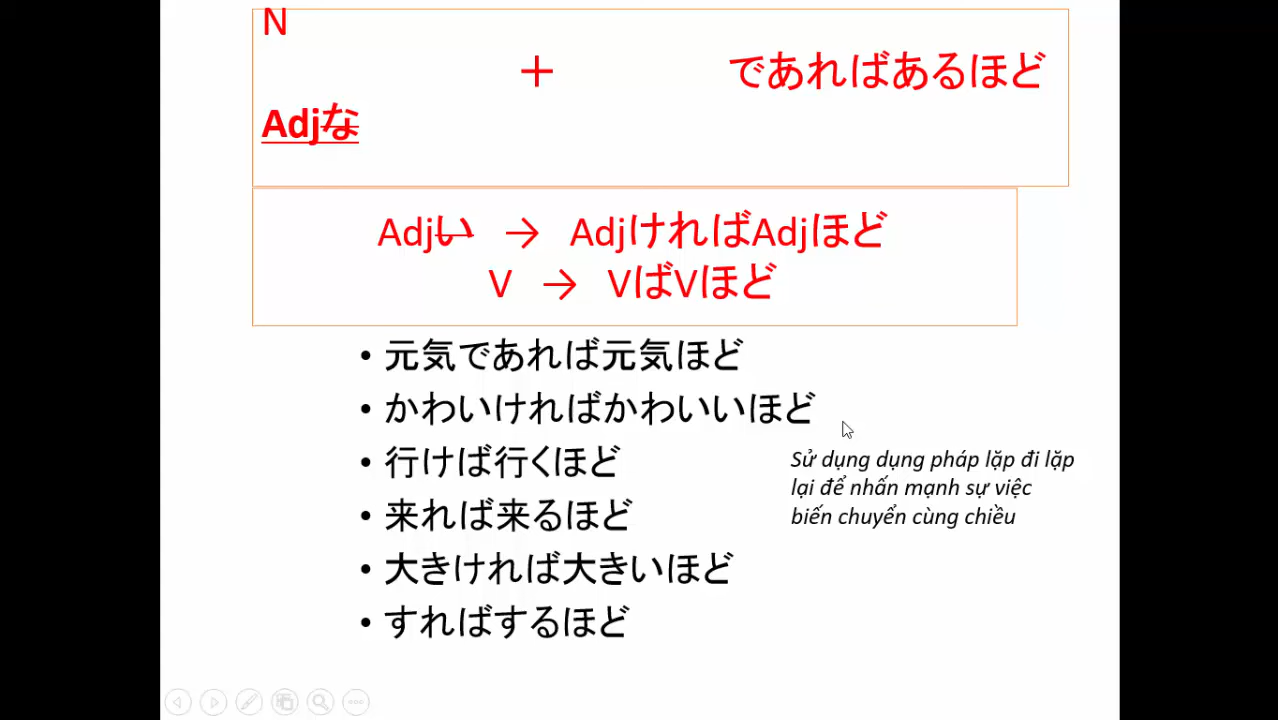 N
＋ であればあるほど
Adjな
Adjい → AdjければAdjほど
V → VばVほど
• 元気であれば元気ほど
• かわいければかわいいほど
• 行けば行くほど
• 来れば来るほど
• 大きければ大きいほど
• すればするほど
Sử dụng dụng pháp lặp đi lặp
lại để nhấn mạnh sự việc
biến chuyển cùng chiều